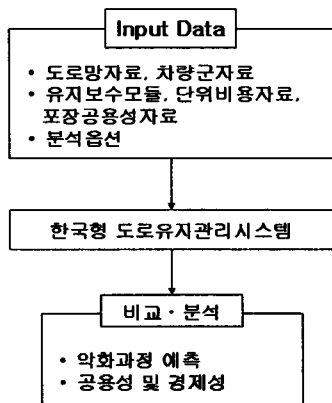 Input Data
• 도로망자료, 차량군자료
• 유지보수모듈, 단위비용자료,
포장공용성자료
• 분석옵션
한국형 도로유지관리시스템
비교 · 분석
• 악화과정 예측
• 공용성 및 경제성